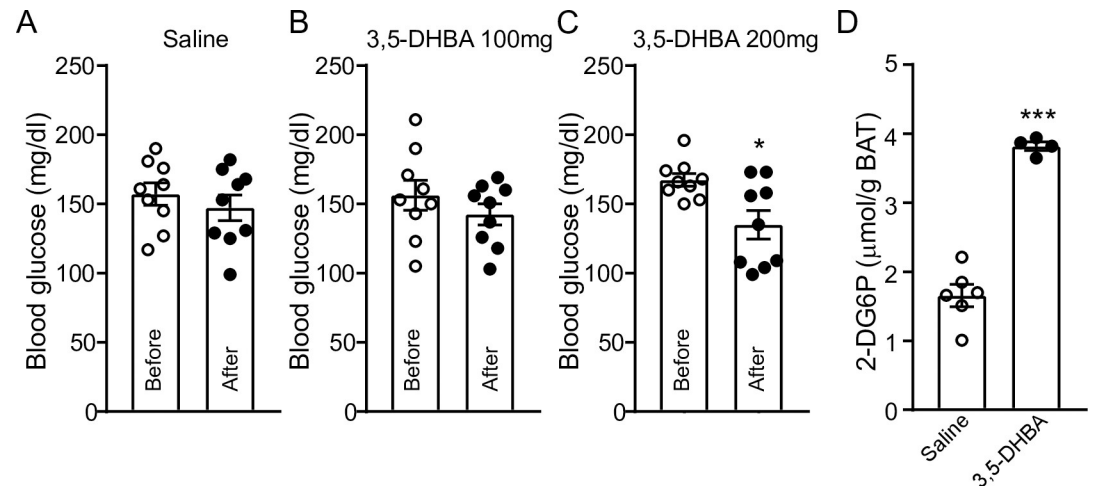 A
Saline
Blood glucose (mg/dl)
250
200
150
100
50
0
Before
After
B
3,5-DHBA 100mg
Blood glucose (mg/dl)
250
200
150
100
50
0
Before
After
C
3,5-DHBA 200mg
Blood glucose (mg/dl)
250
200
150
100
50
0
*
Before
After
D
2-DG6P (μmol/g BAT)
5
4
3
2
1
0
***
Saline
3,5-DHBA